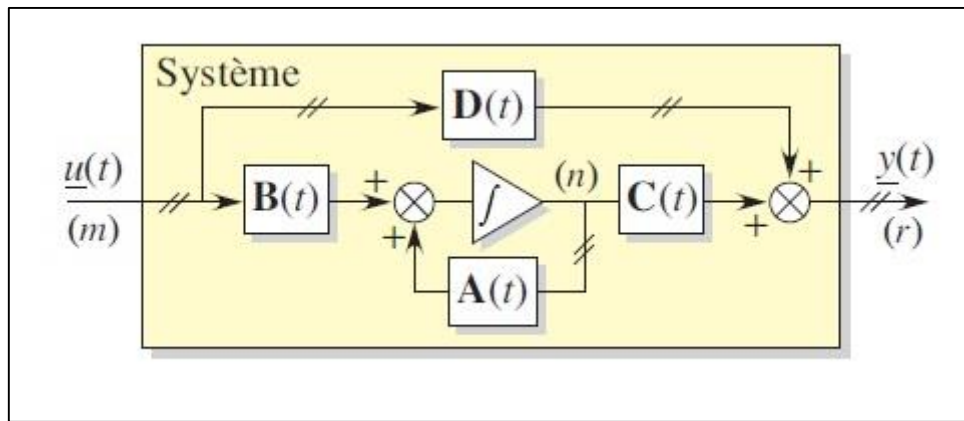 Système
D(t)
+
u(t)
(m)
B(t)
+
+
∫
(n)
C(t)
+
y(t)
(r)
A(t)